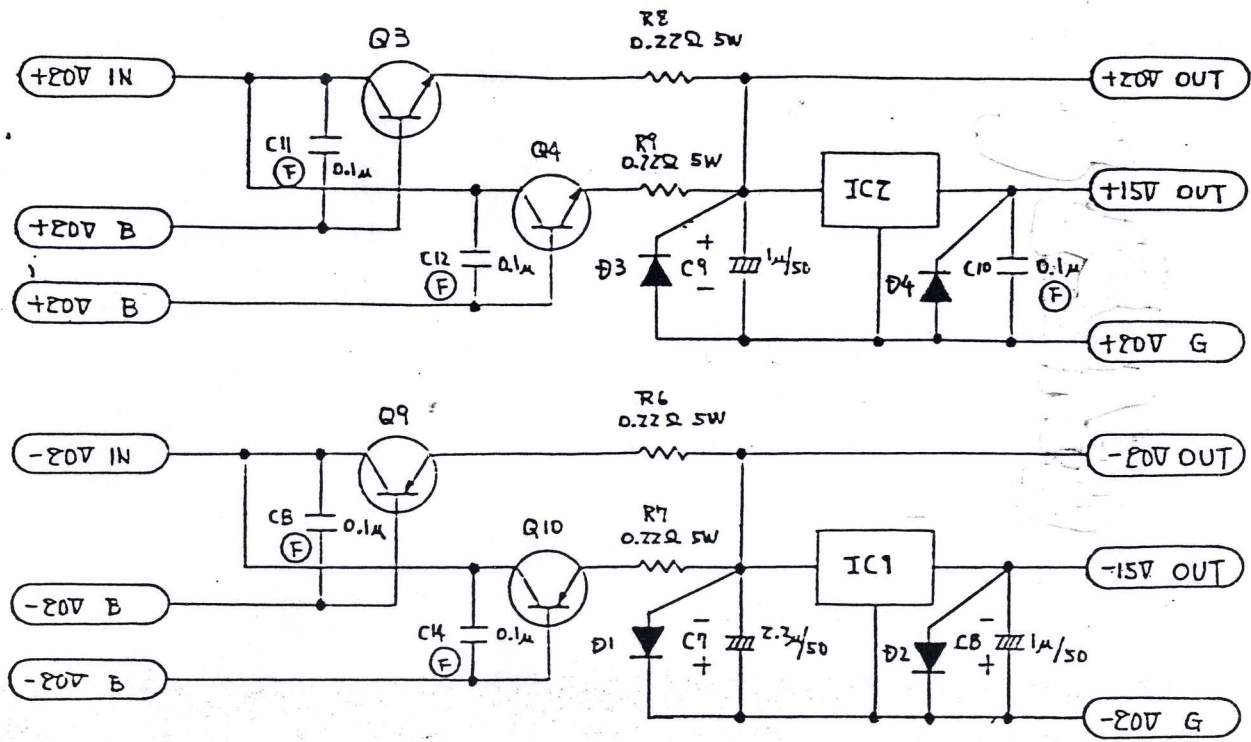 R8
0.22Ω 5W
Q3
+20V IN
+20V OUT
C11
F
0.1μ
Q4
R9
0.22Ω 5W
IC2
+15V OUT
+20V B
C12
F
0.1μ
D3
C9
+
-
1μ/50
D4
C10
0.1μ
F
+20V B
+20V G
R6
0.22Ω 5W
Q9
-20V IN
-20V OUT
0.1μ
F
Q10
R7
0.22Ω 5W
IC1
-15V OUT
-20V B
C14
F
0.1μ
D1
C7
-
+
2.2μ/50
D2
C8
-
+
1μ/50
-20V B
-20V G